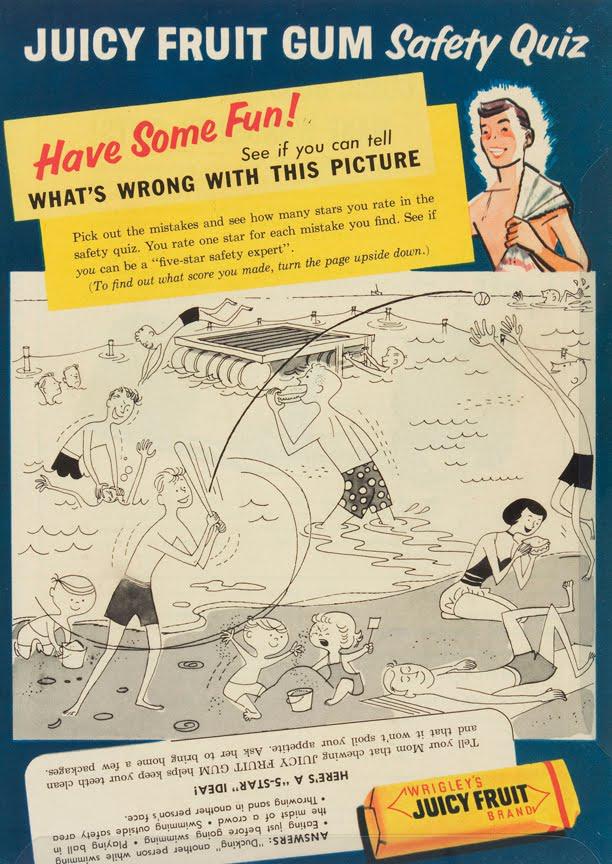 JUICY FRUIT GUM Safety Quiz
Have Some Fun!
See if you can tell
WHAT'S WRONG WITH THIS PICTURE
Pick out the mistakes and see how many stars you rate in the
safety quiz. You rate one star for each mistake you find. See if
you can be a "five-star safety expert".
(To find out what score you made, turn the page upside down.)
ANSWERS: "Ducking" another person while swimming
• Eating just before going swimming • Playing ball in
the midst of a crowd • Swimming outside safety area
• Throwing sand in another person's face.
HERE'S A "5-STAR" IDEA!
Tell your Mom that chewing JUICY FRUIT GUM helps keep your teeth clean
and that it won't spoil your appetite. Ask her to bring home a few packages.
WRIGLEY'S
JUICY FRUIT
BRAND